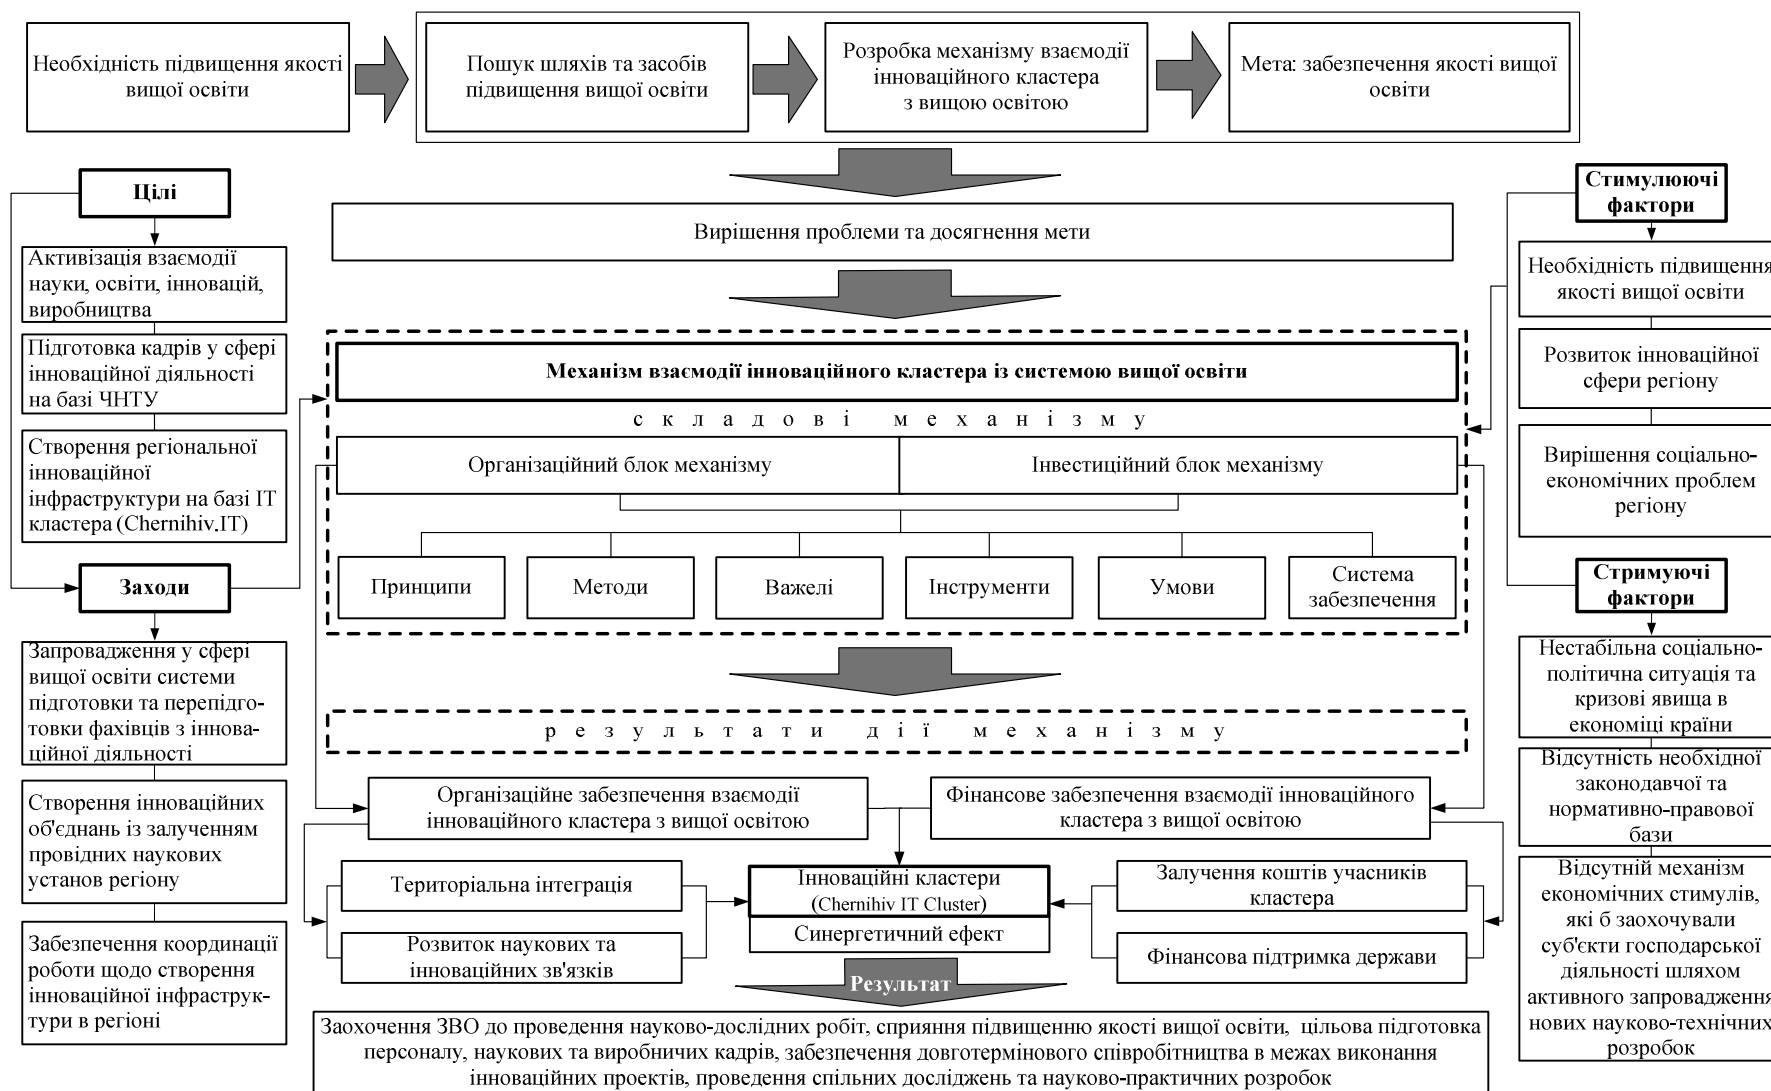 Необхідність підвищення якості
вищої освіти
Пошук шляхів та засобів
підвищення вищої освіти
Розробка механізму взаємодії
інноваційного кластера
з вищою освітою
Мета: забезпечення якості вищої
освіти
Вирішення проблеми та досягнення мети
Цілі
Активізація взаємодії
науки, освіти, інновацій,
виробництва
Підготовка кадрів у сфері
інноваційної діяльності
на базі ЧНТУ
Створення регіональної
інноваційної
інфраструктури на базі ІТ
кластера (Chernihiv.IT)
Заходи
Запровадження у сфері
вищої освіти системи
підготовки та перепідго-
товки фахівців з іннова-
ційної діяльності
Створення інноваційних
об'єднань із залученням
провідних наукових
установ регіону
Забезпечення координації
роботи щодо створення
інноваційної інфраструк-
тури в регіоні
Механізм взаємодії інноваційного кластера із системою вищої освіти
складові механізму
Організаційний блок механізму
Інвестиційний блок механізму
Принципи
Методи
Важелі
Інструменти
Умови
Система
забезпечення
результати дії механізму
Організаційне забезпечення взаємодії
інноваційного кластера з вищої освітою
Фінансове забезпечення взаємодії інноваційного
кластера з вищої освітою
Територіальна інтеграція
Розвиток наукових та
інноваційних зв'язків
Інноваційні кластери
(Chernihiv IT Cluster)
Синергетичний ефект
Залучення коштів учасників
кластера
Фінансова підтримка держави
Результат
Заохочення ЗВО до проведення науково-дослідних робіт, сприяння підвищенню якості вищої освіти, цільова підготовка
персоналу, наукових та виробничих кадрів, забезпечення довготермінового співробітництва в межах виконання
інноваційних проектів, проведення спільних досліджень та науково-практичних розробок
Стимулюючі
фактори
Необхідність підвищення
якості вищої освіти
Розвиток інноваційної
сфери регіону
Вирішення соціально-
економічних проблем
регіону
Стримуючі
фактори
Нестабільна соціально-
політична ситуація та
кризові явища в
економіці країни
Відсутність необхідної
законодавчої та
нормативно-правової
бази
Відсутній механізм
економічних стимулів,
які б заохочували
суб'єкти господарської
діяльності шляхом
активного запровадження
нових науково-технічних
розробок